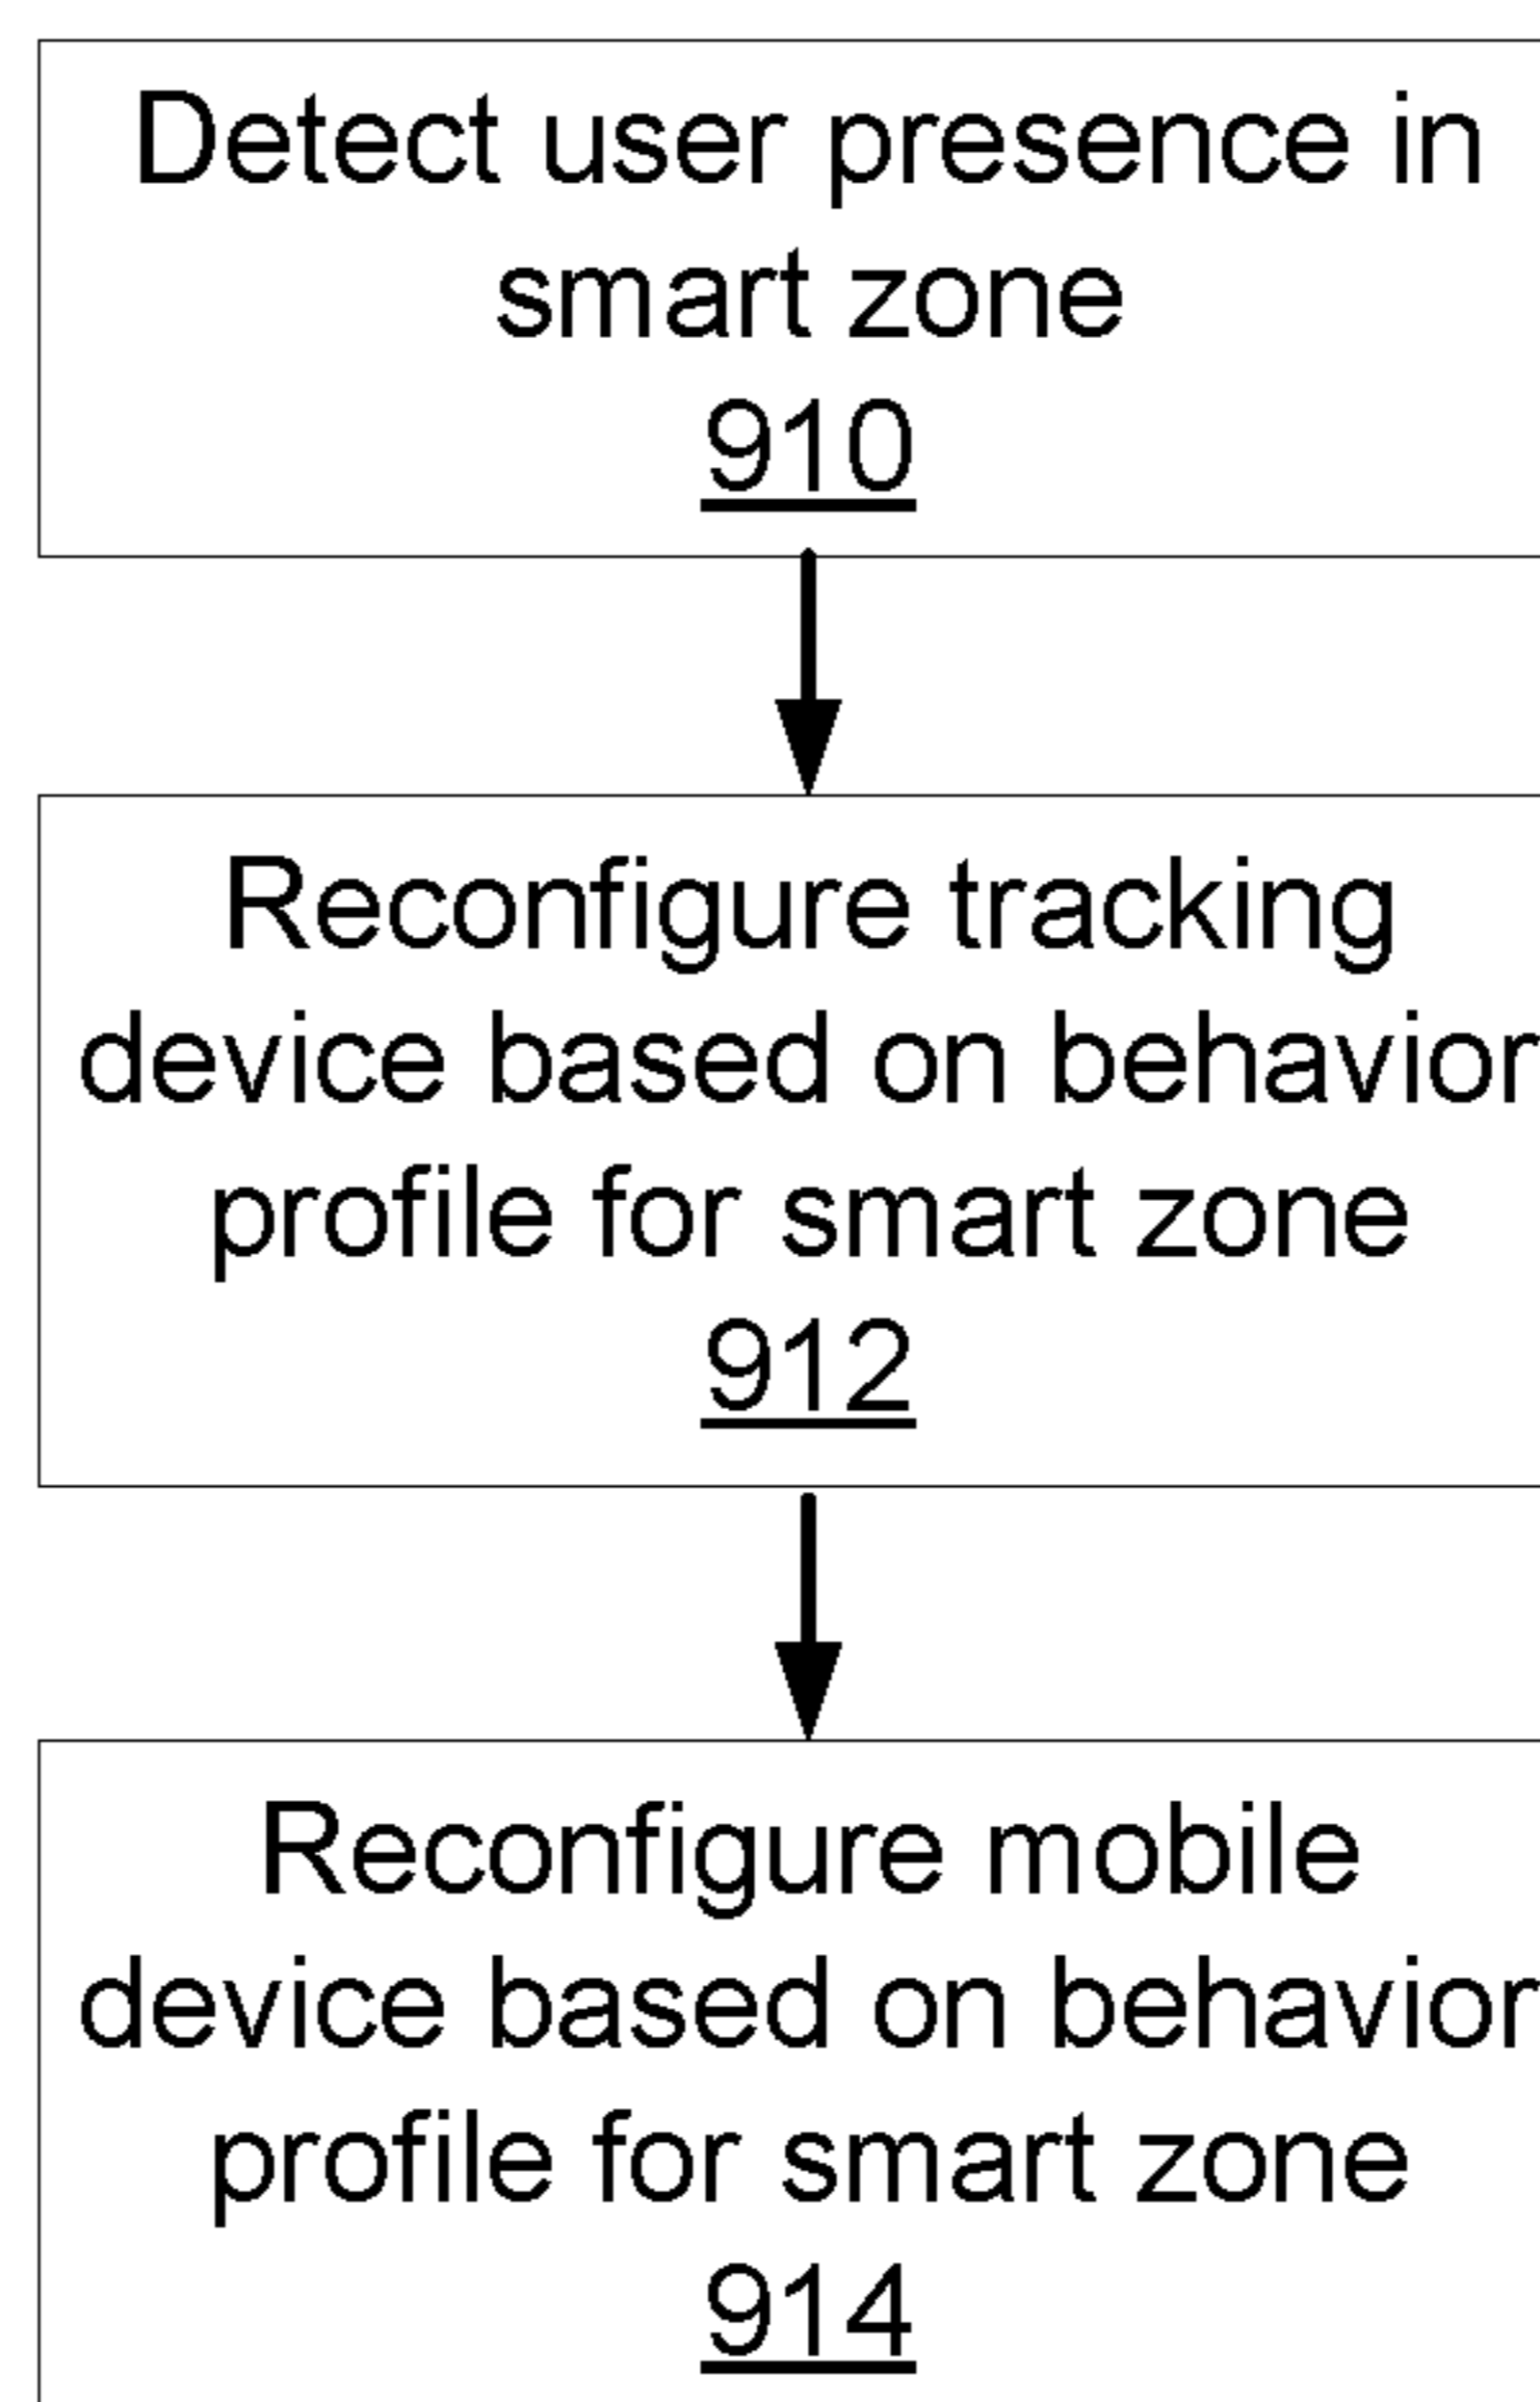 Detect user presence in
smart zone
910
Reconfigure tracking
device based on behavior
profile for smart zone
912
Reconfigure mobile
device based on behavior
profile for smart zone
914